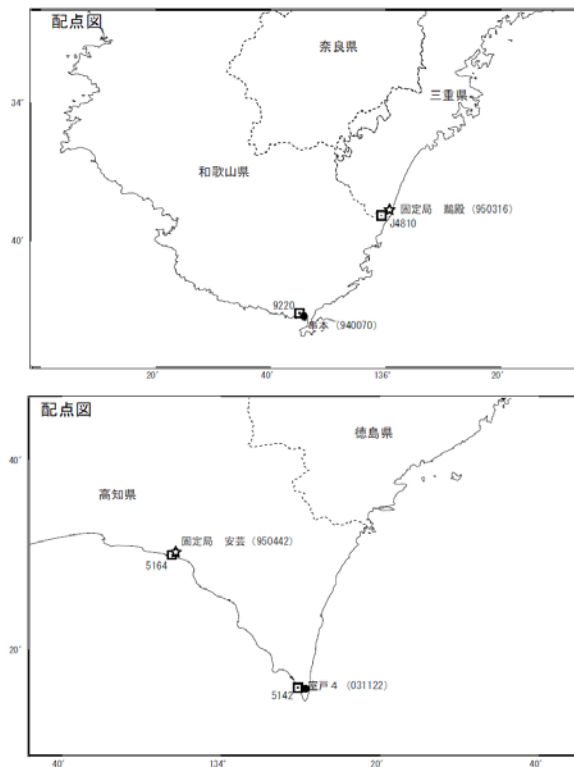 配点図
奈良県
三重県
34°
和歌山県
固定局 鵜殿 (950316)
J4810
40′
9220
串本 (940070)
20′ 40′ 136° 20′
配点図
徳島県
40′
高知県
固定局 安芸 (950442)
5164
20′
室戸4 (031122)
5142
40′ 134° 20′ 40′